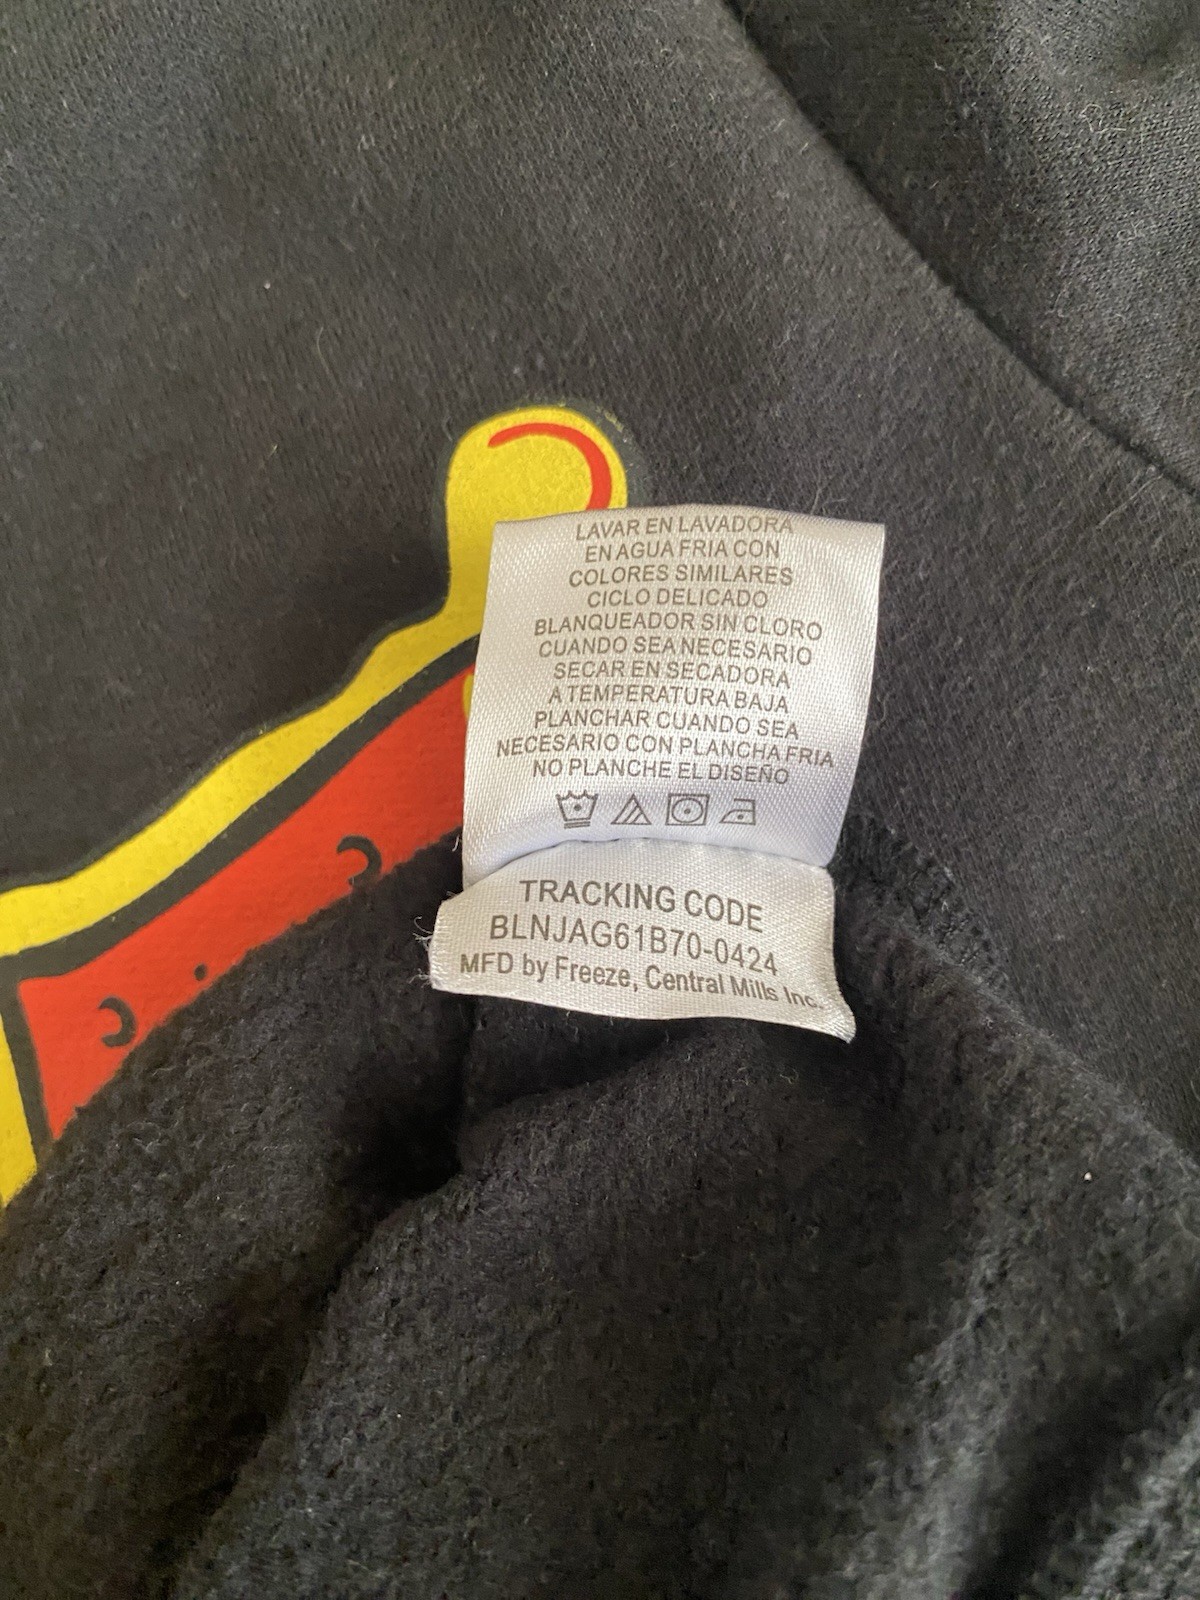 LAVAR EN LAVADORA
EN AGUA FRIA CON
COLORES SIMILARES
CICLO DELICADO
BLANQUEADOR SIN CLORO
CUANDO SEA NECESARIO
SECAR EN SECADORA
A TEMPERATURA BAJA
PLANCHAR CUANDO SEA
NECESARIO CON PLANCHA FRIA
NO PLANCHE EL DISEÑO
TRACKING CODE
BLNJAG61B70-0424
MFD by Freeze, Central Mills Inc.